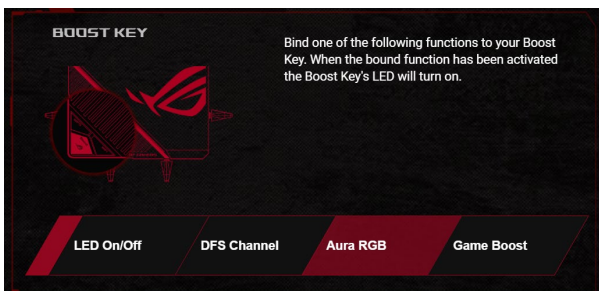 BOOST KEY
Bind one of the following functions to your Boost
Key. When the bound function has been activated
the Boost Key's LED will turn on.
LED On/Off
DFS Channel
Aura RGB
Game Boost